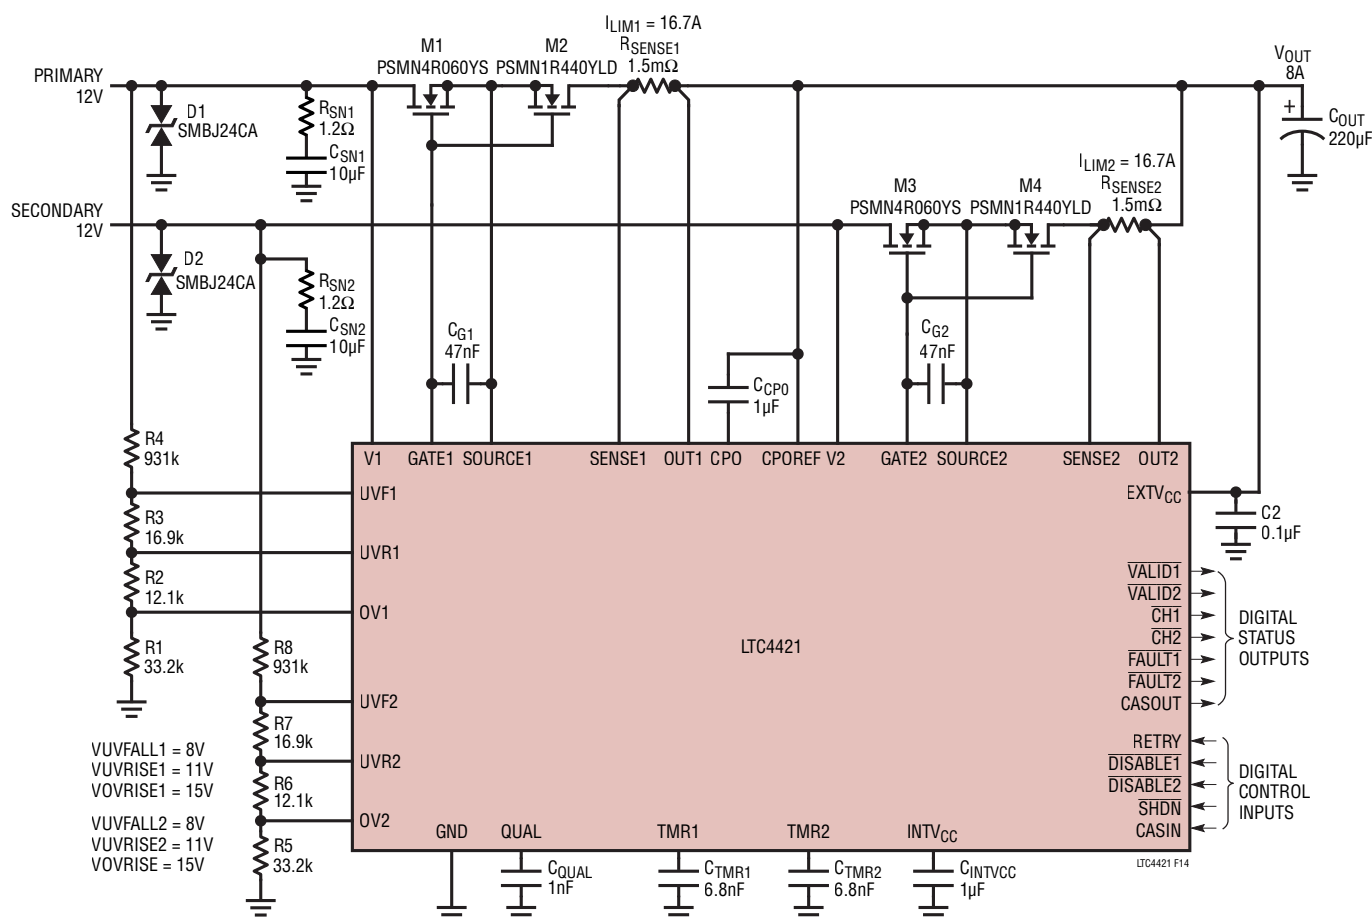 ILIM1 = 16.7A
M1
PSMN4R060YS
M2
PSMN1R440YLD
RSENSE1
1.5mΩ
VOUT
8A
PRIMARY
12V
D1
SMBJ24CA
RSN1
1.2Ω
CSN1
10µF
+
COUT
220µF
ILIM2 = 16.7A
SECONDARY
12V
M3
PSMN4R060YS
M4
PSMN1R440YLD
RSENSE2
1.5mΩ
D2
SMBJ24CA
RSN2
1.2Ω
CSN2
10µF
CG1
47nF
CCPO
1µF
CG2
47nF
R4
931k
R3
16.9k
R2
12.1k
R1
33.2k
R8
931k
R7
16.9k
R6
12.1k
R5
33.2k
V1
GATE1
SOURCE1
SENSE1
OUT1
CPO
CPOREF
V2
GATE2
SOURCE2
SENSE2
OUT2
UVF1
UVR1
OV1
UVF2
UVR2
OV2
LTC4421
EXTVCC
C2
0.1µF
VALID1
VALID2
CH1
CH2
FAULT1
FAULT2
CASOUT
DIGITAL
STATUS
OUTPUTS
RETRY
DISABLE1
DISABLE2
SHDN
CASIN
DIGITAL
CONTROL
INPUTS
VUVFALL1 = 8V
VUVRISE1 = 11V
VOVRISE1 = 15V
VUVFALL2 = 8V
VUVRISE2 = 11V
VOVRISE = 15V
GND
QUAL
TMR1
TMR2
INTVCC
CQUAL
1nF
CTMR1
6.8nF
CTMR2
6.8nF
CINTVCC
1µF
LTC4421 F14